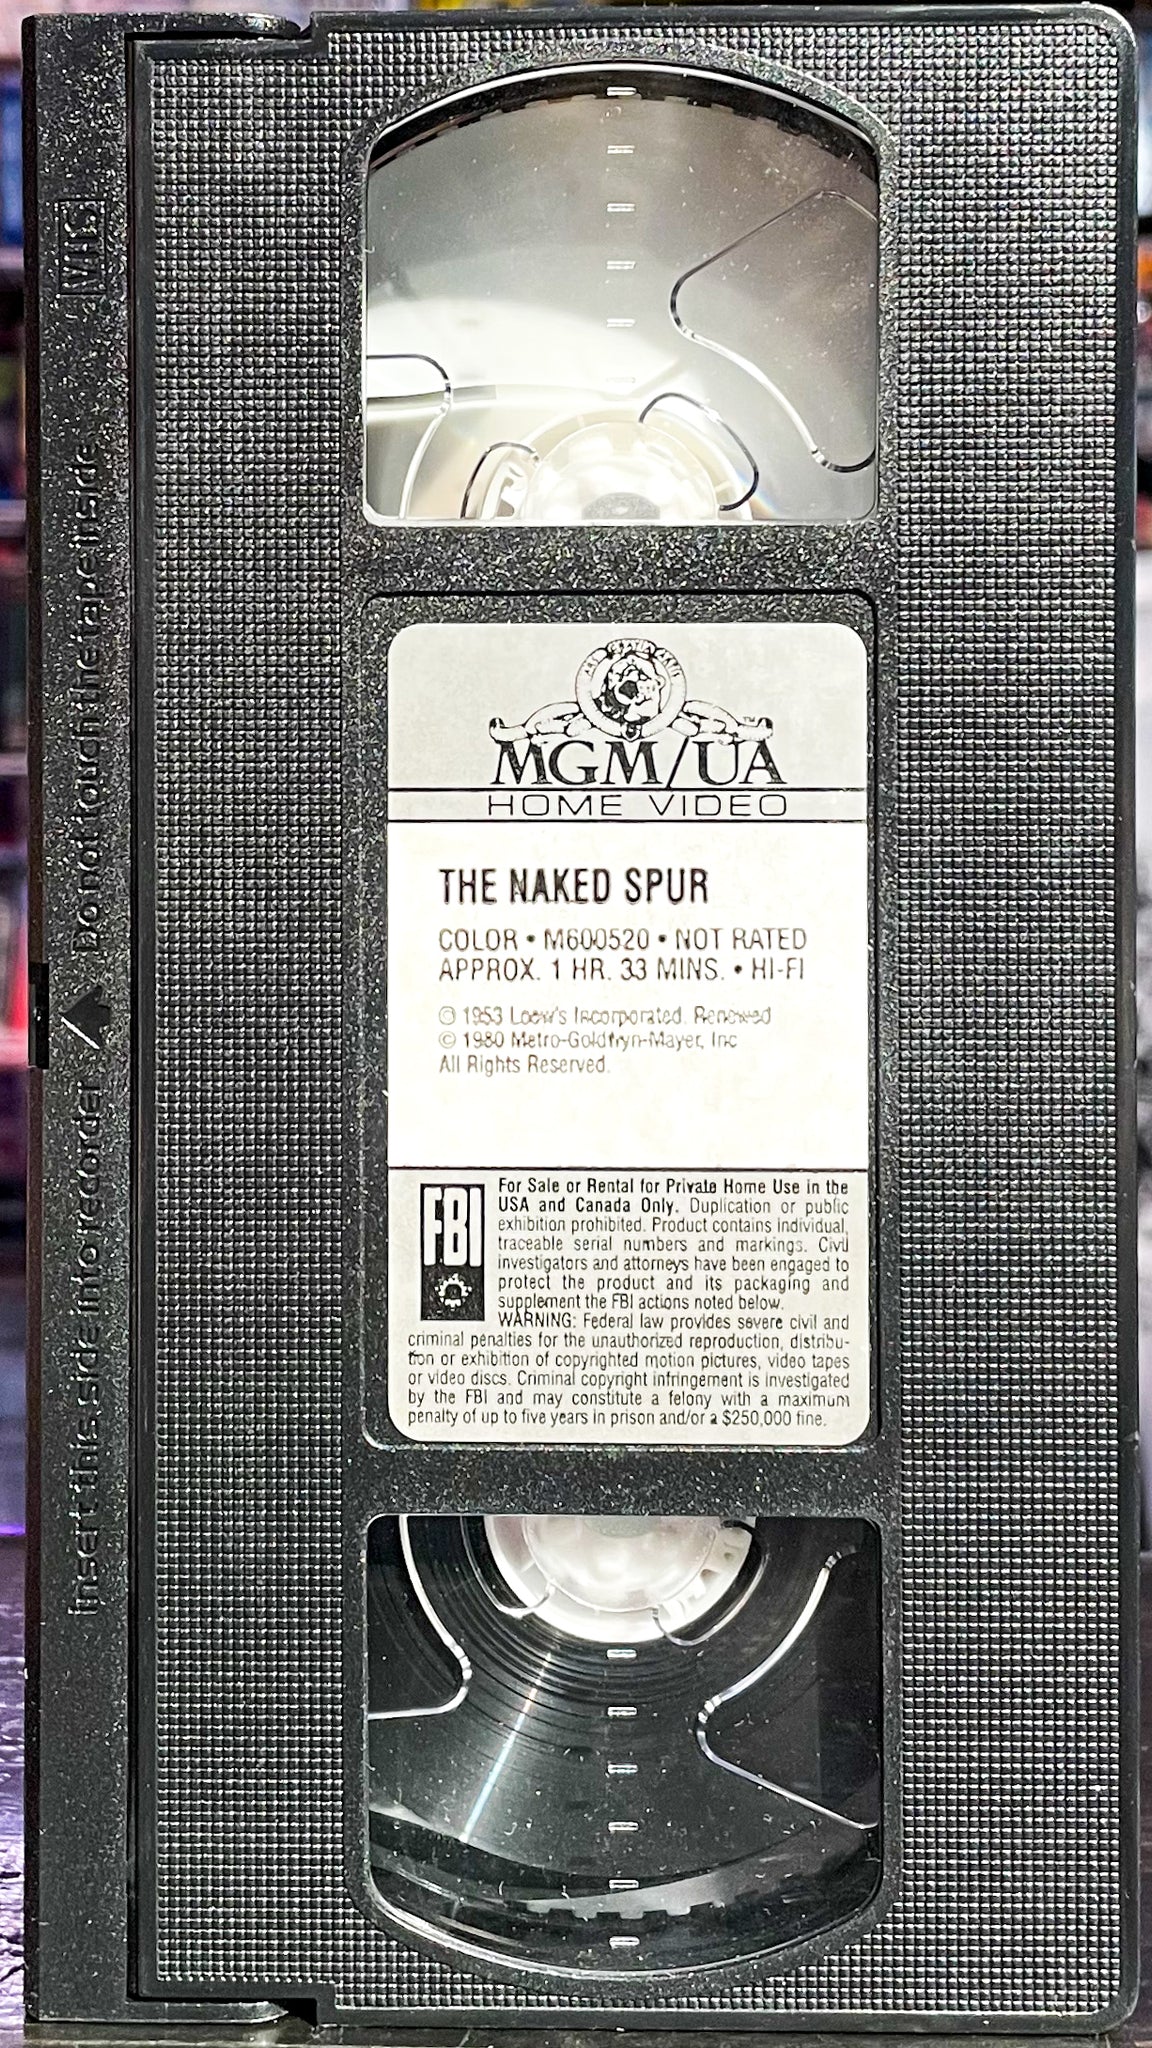 VHS
Do not touch the tape inside
Insert this side into recorder
MGM/UA
HOME VIDEO
THE NAKED SPUR
COLOR • M600520 • NOT RATED
APPROX. 1 HR. 33 MINS. • HI-FI
© 1953 Loew's Incorporated. Renewed
© 1980 Metro-Goldwyn-Mayer, Inc
All Rights Reserved.
FBI
For Sale or Rental for Private Home Use in the
USA and Canada Only. Duplication or public
exhibition prohibited. Product contains individual,
traceable serial numbers and markings. Civil
investigators and attorneys have been engaged to
protect the product and its packaging and
supplement the FBI actions noted below.
WARNING: Federal law provides severe civil and
criminal penalties for the unauthorized reproduction, distribu-
tion or exhibition of copyrighted motion pictures, video tapes
or video discs. Criminal copyright infringement is investigated
by the FBI and may constitute a felony with a maximum
penalty of up to five years in prison and/or a $250,000 fine.